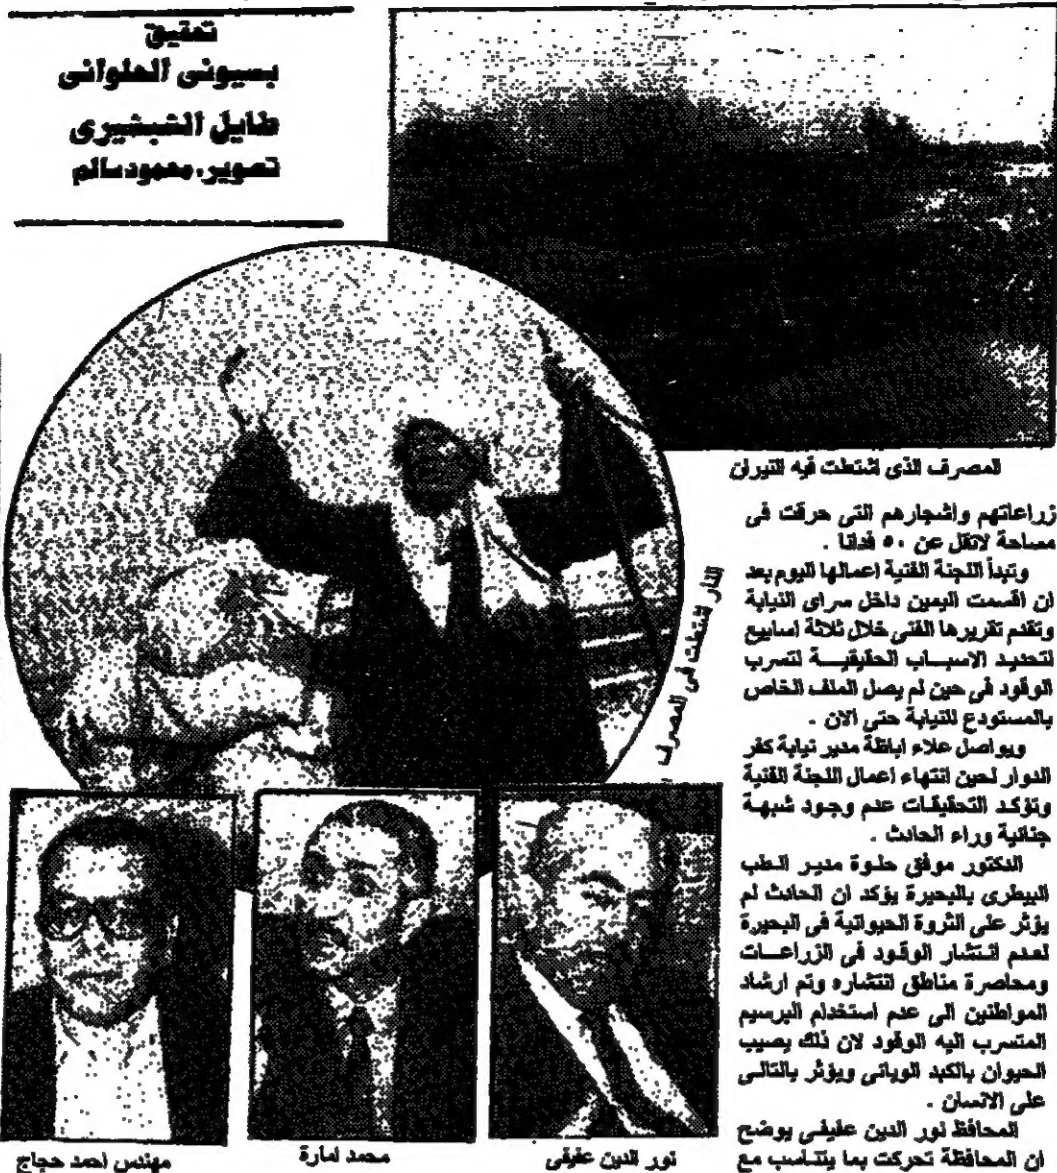 تحقيق
بسيونى الحلوانى
طايل الشبشيرى
تصوير، محمود سالم
المصرف الذى اشتعلت فيه النيران
زراعاتهم واشجارهم التى حرقت فى
مساحة لاتقل عن ٥٠ فدانا .
وتبدأ اللجنة الفنية اعمالها اليوم بعد
ان اقسمت اليمين داخل سراى النيابة
وتقدم تقريرها الفنى خلال ثلاثة اسابيع
لتحديد الاسباب الحقيقية لتسرب
الوقود فى حين لم يصل الملف الخاص
بالمستودع للنيابة حتى الان .
ويواصل علاء اباظة مدير نيابة كفر
الدوار لحين انتهاء اعمال اللجنة الفنية
وتؤكد التحقيقات عدم وجود شبهة
جنائية وراء الحادث .
الدكتور موفق حلوة مدير الطب
البيطرى بالبحيرة يؤكد ان الحادث لم
يؤثر على الثروة الحيوانية فى البحيرة
لعدم انتشار الوقود فى الزراعات
ومحاصرة مناطق انتشاره وتم ارشاد
المواطنين الى عدم استخدام البرسيم
المتسرب اليه الوقود لان ذلك يصيب
الحيوان بالكبد الوبائى ويؤثر بالتالى
على الانسان .
المحافظ نور الدين عفيفى يوضح
ان المحافظة تحركت بما يتناسب مع
النار اشتعلت فى المصرف
نور الدين عفيفى
محمد امارة
مهندس احمد حجاج